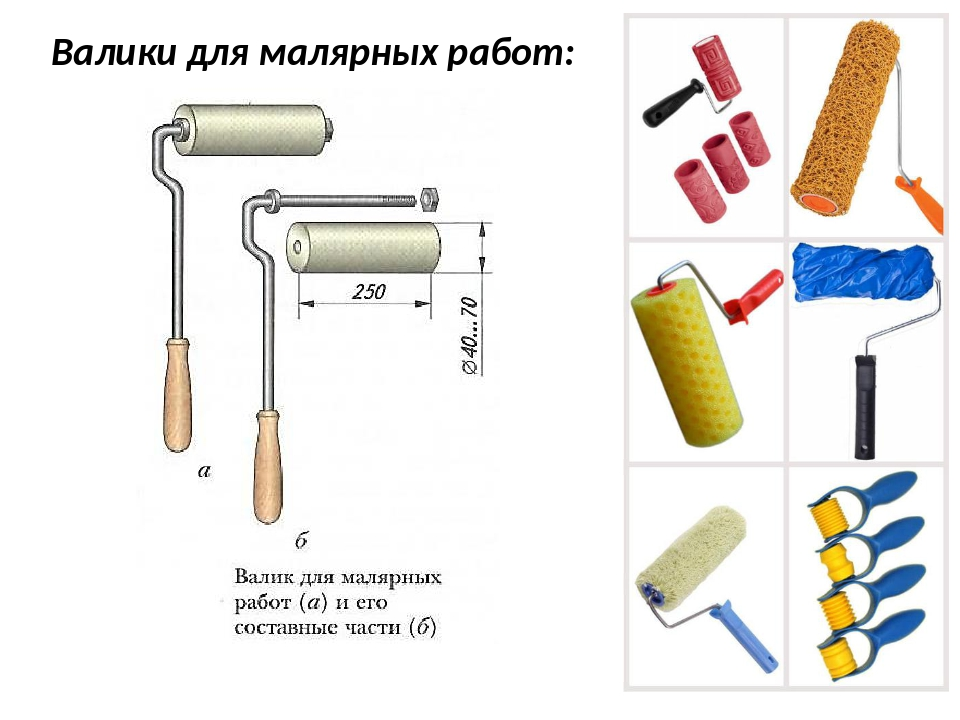 Валики для малярных работ:
250
⌀40...70
а
б
Валик для малярных
работ (а) и его
составные части (б)